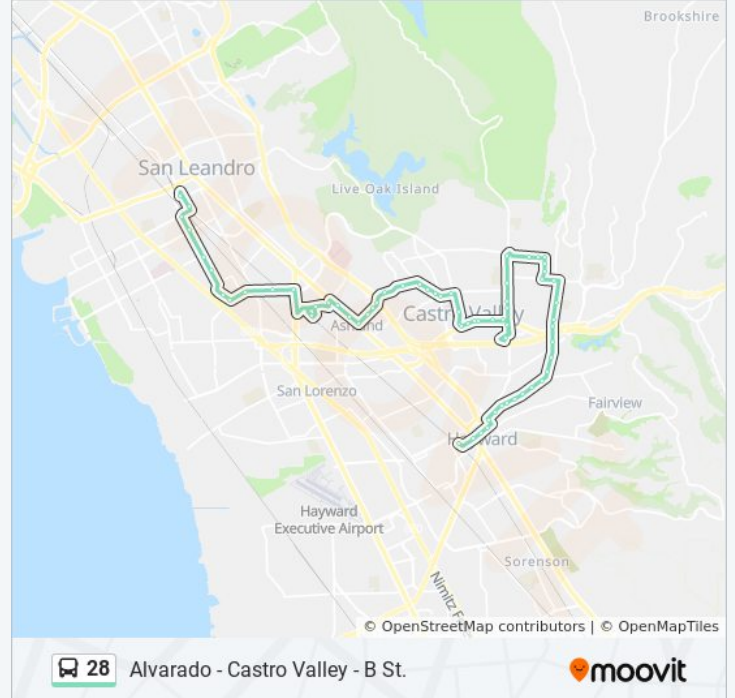 Brookshire
San Leandro
Live Oak Island
Castro Valley
Ashland
San Lorenzo
Fairview
Hayward
Hayward
Executive Airport
Sorenson
Nimitz F
© OpenStreetMap contributors | © OpenMapTiles
28 Alvarado - Castro Valley - B St.
moovit